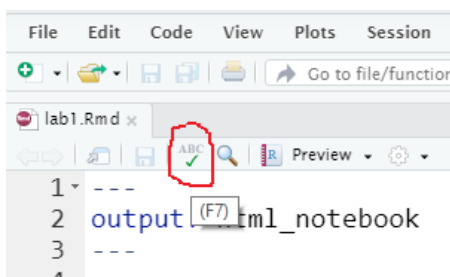 File Edit Code View Plots Session
Go to file/function
lab1.Rmd ×
ABC Preview
1 ---
(F7)
2 output: html_notebook
3 ---